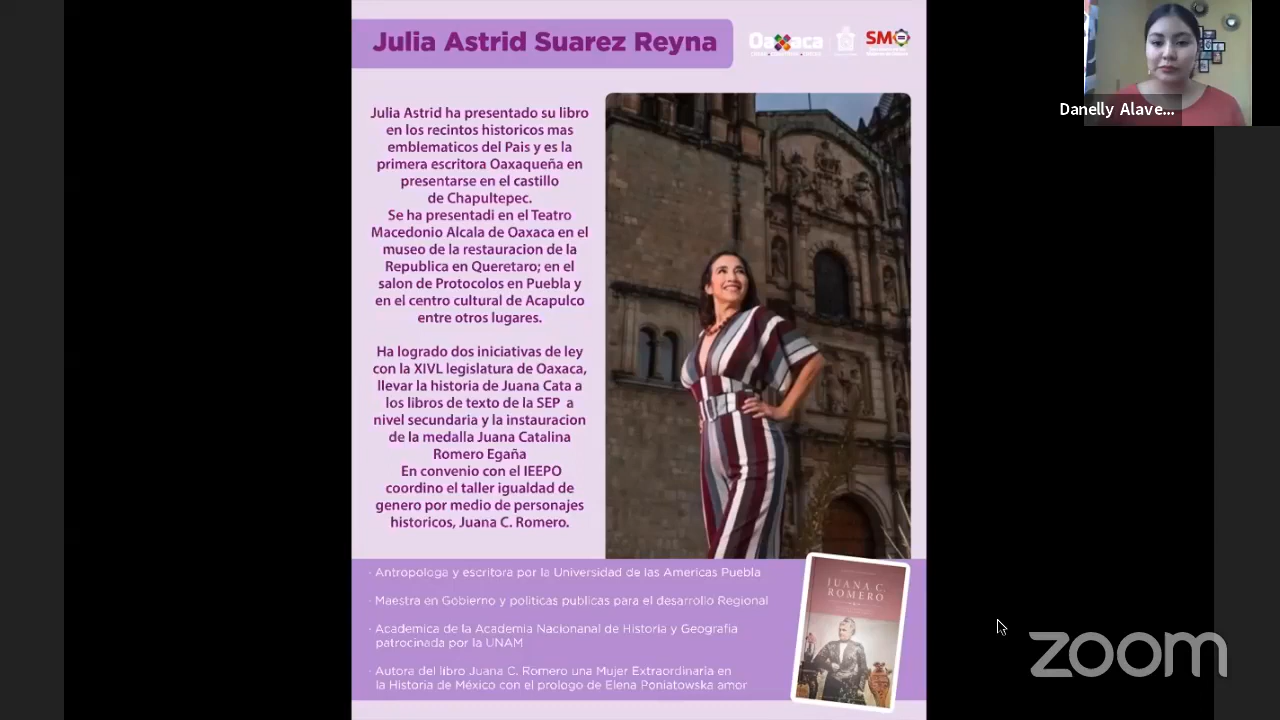 Julia Astrid Suarez Reyna
Oaxaca
SMO
Danelly Alave...
Julia Astrid ha presentado su libro
en los recintos historicos mas
emblematicos del Pais y es la
primera escritora Oaxaqueña en
presentarse en el castillo
de Chapultepec.
Se ha presentadi en el Teatro
Macedonio Alcala de Oaxaca en el
museo de la restauracion de la
Republica en Queretaro; en el
salon de Protocolos en Puebla y
en el centro cultural de Acapulco
entre otros lugares.
Ha logrado dos iniciativas de ley
con la XIVL legislatura de Oaxaca,
llevar la historia de Juana Cata a
los libros de texto de la SEP a
nivel secundaria y la instauracion
de la medalla Juana Catalina
Romero Egaña
En convenio con el IEEPO
coordino el taller igualdad de
genero por medio de personajes
historicos, Juana C. Romero.
· Antropologa y escritora por la Universidad de las Americas Puebla
· Maestra en Gobierno y politicas publicas para el desarrollo Regional
· Academica de la Academia Nacionanal de Historia y Geografia
patrocinada por la UNAM
· Autora del libro Juana C. Romero una Mujer Extraordinaria en
la Historia de México con el prologo de Elena Poniatowska amor
JUANA C.
ROMERO
zoom